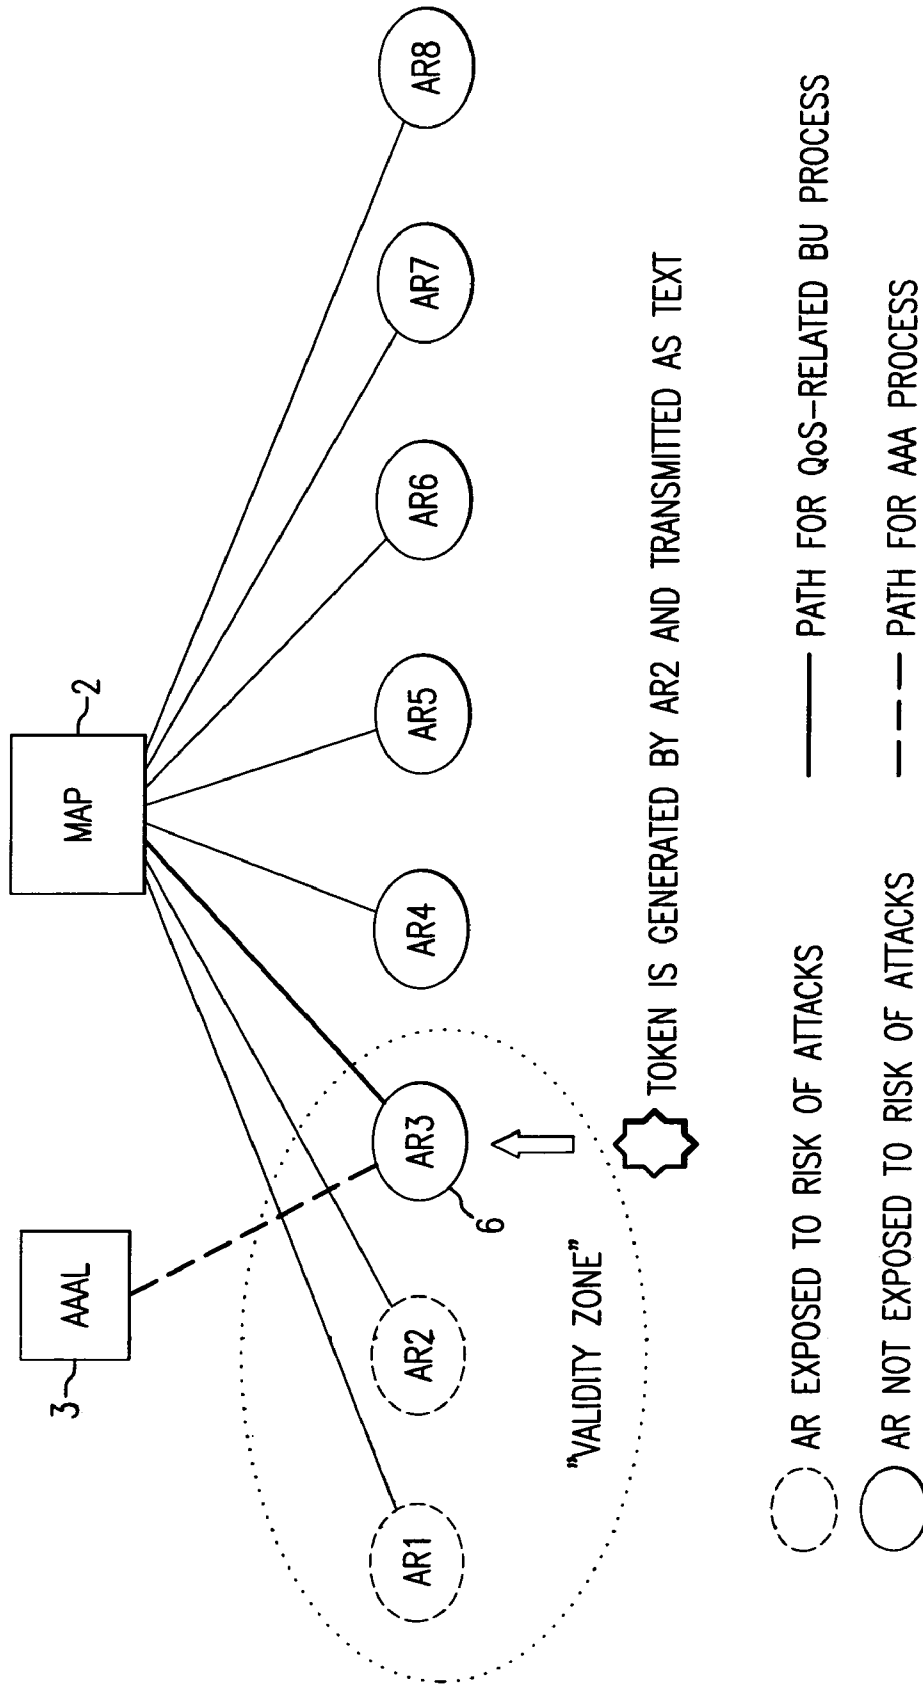 AAAL
3
MAP
2
AR1
AR2
AR3
AR4
AR5
AR6
AR7
AR8
6
"VALIDITY ZONE"
TOKEN IS GENERATED BY AR2 AND TRANSMITTED AS TEXT
AR EXPOSED TO RISK OF ATTACKS
PATH FOR QoS-RELATED BU PROCESS
AR NOT EXPOSED TO RISK OF ATTACKS
PATH FOR AAA PROCESS